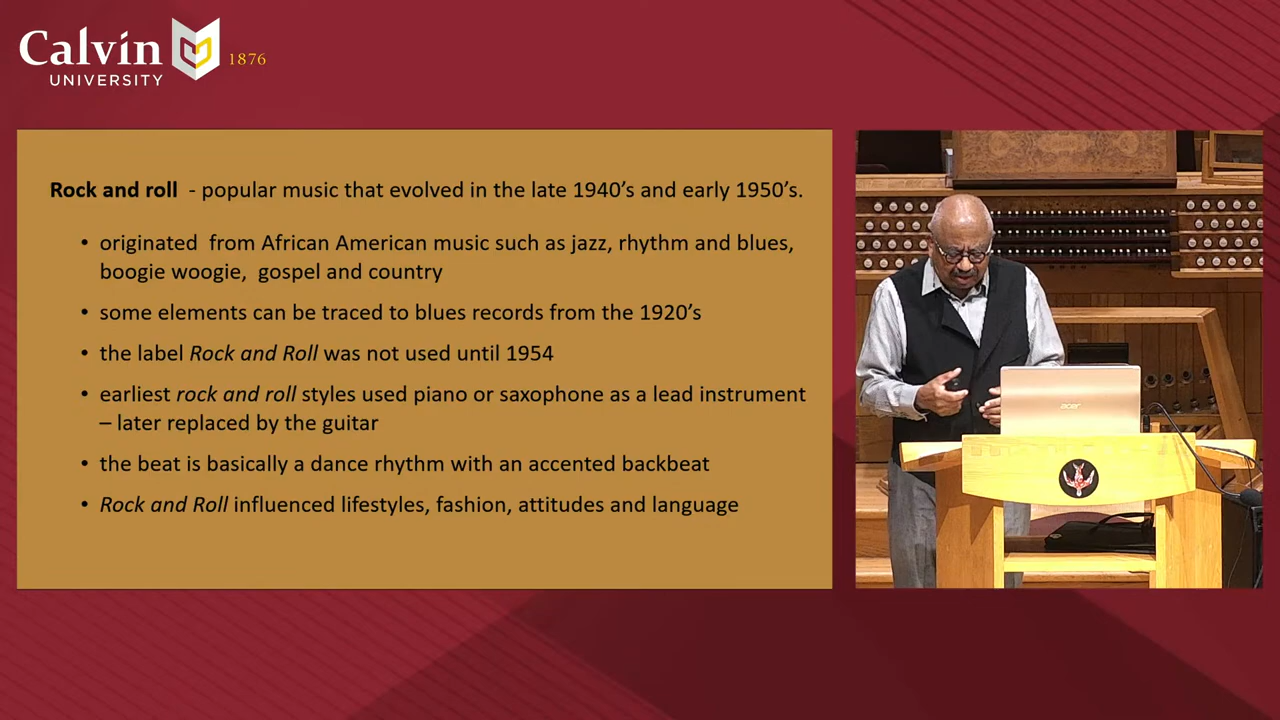 Calvin
UNIVERSITY
1876
Rock and roll - popular music that evolved in the late 1940’s and early 1950’s.
• originated from African American music such as jazz, rhythm and blues,
boogie woogie, gospel and country
• some elements can be traced to blues records from the 1920’s
• the label Rock and Roll was not used until 1954
• earliest rock and roll styles used piano or saxophone as a lead instrument
– later replaced by the guitar
• the beat is basically a dance rhythm with an accented backbeat
• Rock and Roll influenced lifestyles, fashion, attitudes and language
acer